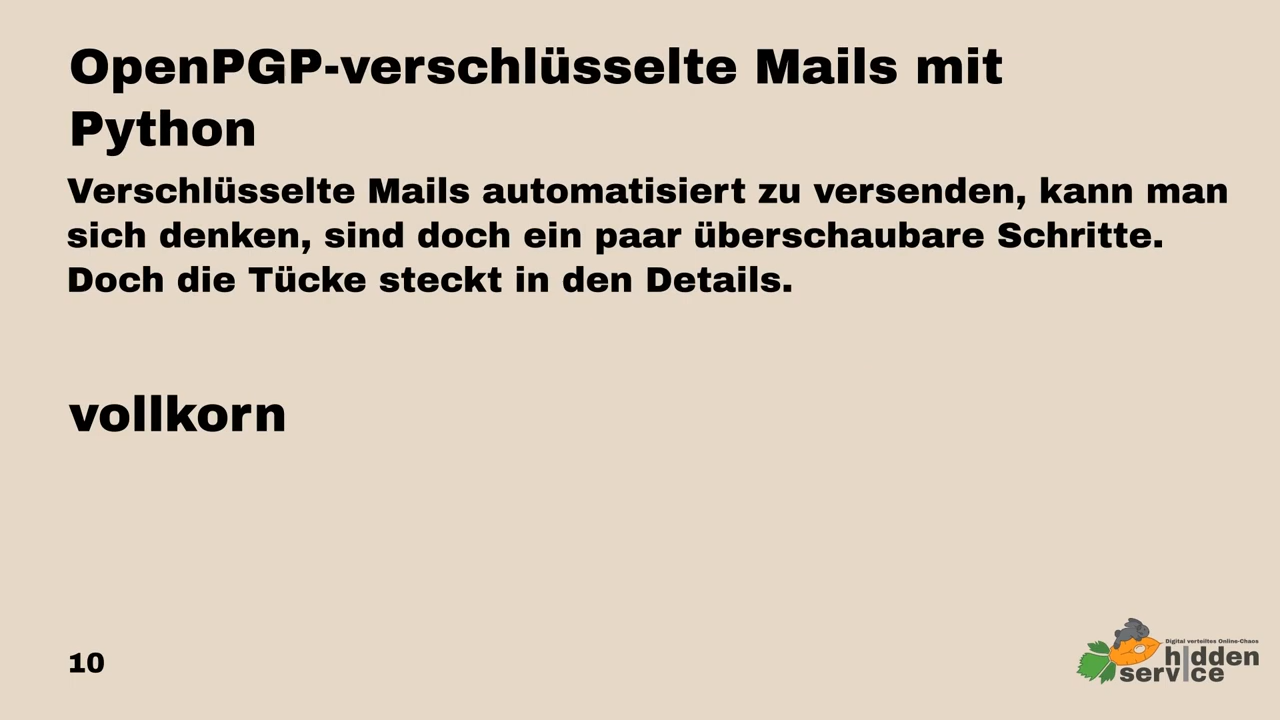 OpenPGP-verschlüsselte Mails mit
Python
Verschlüsselte Mails automatisiert zu versenden, kann man
sich denken, sind doch ein paar überschaubare Schritte.
Doch die Tücke steckt in den Details.
vollkorn
10
Digital verteiltes Online-Chaos
hidden
service